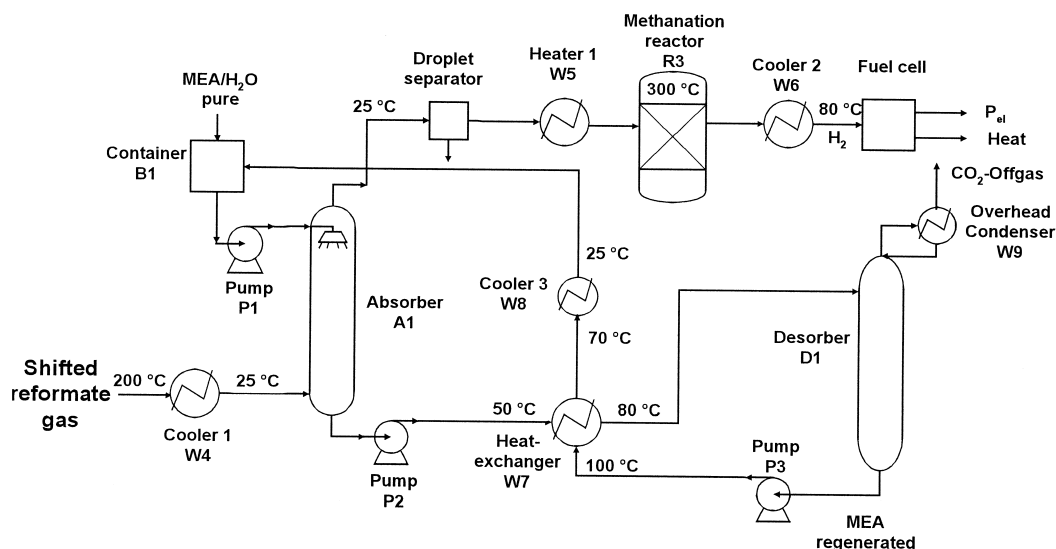 Methanation
reactor
R3
300 °C
Heater 1
W5
Droplet
separator
Cooler 2
W6
Fuel cell
80 °C
H₂
Pel
Heat
MEA/H₂O
pure
25 °C
Container
B1
CO₂-Offgas
Overhead
Condenser
W9
Pump
P1
Absorber
A1
25 °C
Cooler 3
W8
70 °C
Desorber
D1
Shifted
reformate
gas
200 °C
25 °C
Cooler 1
W4
50 °C
80 °C
Heat-
exchanger
W7
100 °C
Pump
P2
Pump
P3
MEA
regenerated